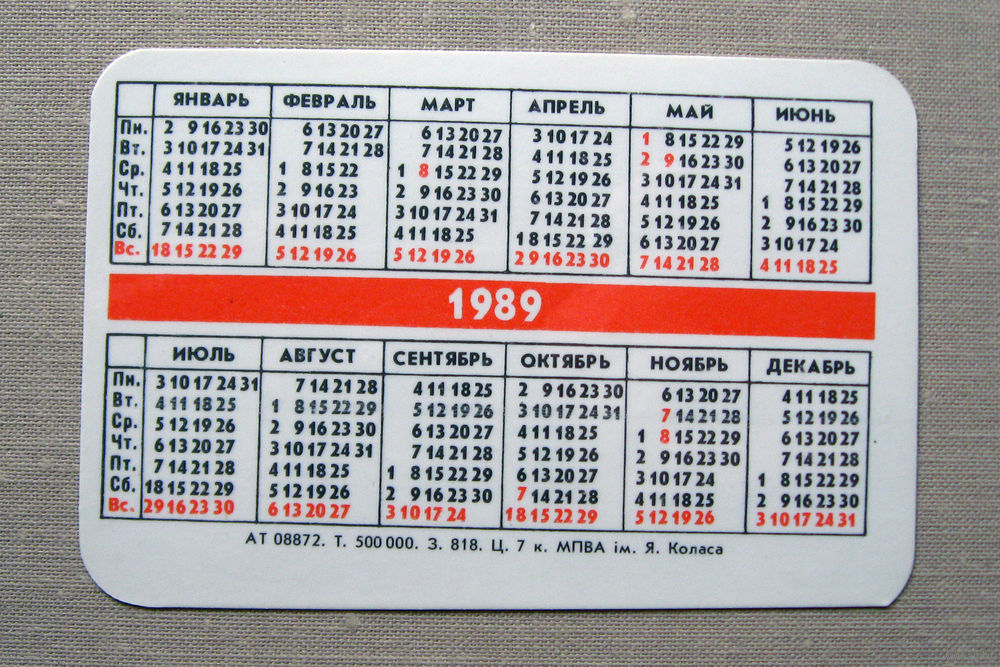 ЯНВАРЬ ФЕВРАЛЬ МАРТ АПРЕЛЬ МАЙ ИЮНЬ
Пн. 2 9 16 23 30 6 13 20 27 6 13 20 27 3 10 17 24 1 8 15 22 29 5 12 19 26
Вт. 3 10 17 24 31 7 14 21 28 7 14 21 28 4 11 18 25 2 9 16 23 30 6 13 20 27
Ср. 4 11 18 25 1 8 15 22 1 8 15 22 29 5 12 19 26 3 10 17 24 31 7 14 21 28
Чт. 5 12 19 26 2 9 16 23 2 9 16 23 30 6 13 20 27 4 11 18 25 1 8 15 22 29
Пт. 6 13 20 27 3 10 17 24 3 10 17 24 31 7 14 21 28 5 12 19 26 2 9 16 23 30
Сб. 7 14 21 28 4 11 18 25 4 11 18 25 1 8 15 22 29 6 13 20 27 3 10 17 24
Вс. 1 8 15 22 29 5 12 19 26 5 12 19 26 2 9 16 23 30 7 14 21 28 4 11 18 25
1989
ИЮЛЬ АВГУСТ СЕНТЯБРЬ ОКТЯБРЬ НОЯБРЬ ДЕКАБРЬ
Пн. 3 10 17 24 31 7 14 21 28 4 11 18 25 2 9 16 23 30 6 13 20 27 4 11 18 25
Вт. 4 11 18 25 1 8 15 22 29 5 12 19 26 3 10 17 24 31 7 14 21 28 5 12 19 26
Ср. 5 12 19 26 2 9 16 23 30 6 13 20 27 4 11 18 25 1 8 15 22 29 6 13 20 27
Чт. 6 13 20 27 3 10 17 24 31 7 14 21 28 5 12 19 26 2 9 16 23 30 7 14 21 28
Пт. 7 14 21 28 4 11 18 25 1 8 15 22 29 6 13 20 27 3 10 17 24 1 8 15 22 29
Сб. 1 8 15 22 29 5 12 19 26 2 9 16 23 30 7 14 21 28 4 11 18 25 2 9 16 23 30
Вс. 2 9 16 23 30 6 13 20 27 3 10 17 24 1 8 15 22 29 5 12 19 26 3 10 17 24 31
АТ 08872. Т. 500 000. З. 818. Ц. 7 к. МПВА ім. Я. Коласа